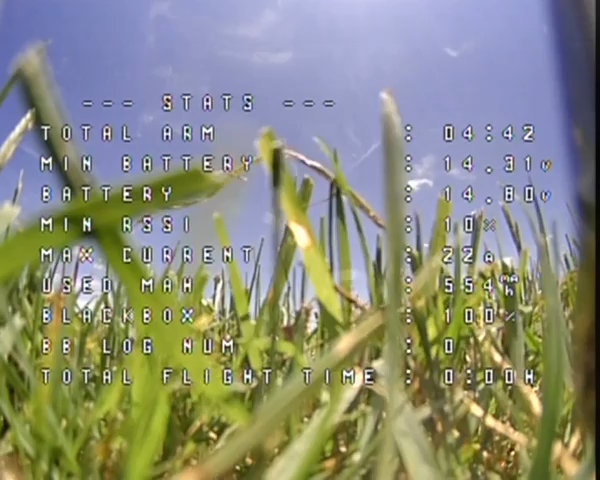 --- STATS ---
TOTAL ARM : 04:42
MIN BATTERY : 14.31v
BATTERY : 14.80v
MIN RSSI : 10%
MAX CURRENT : 22a
USED MAH : 554mAh
BLACKBOX : 100%
BB LOG NUM : 0
TOTAL FLIGHT TIME : 0:00H